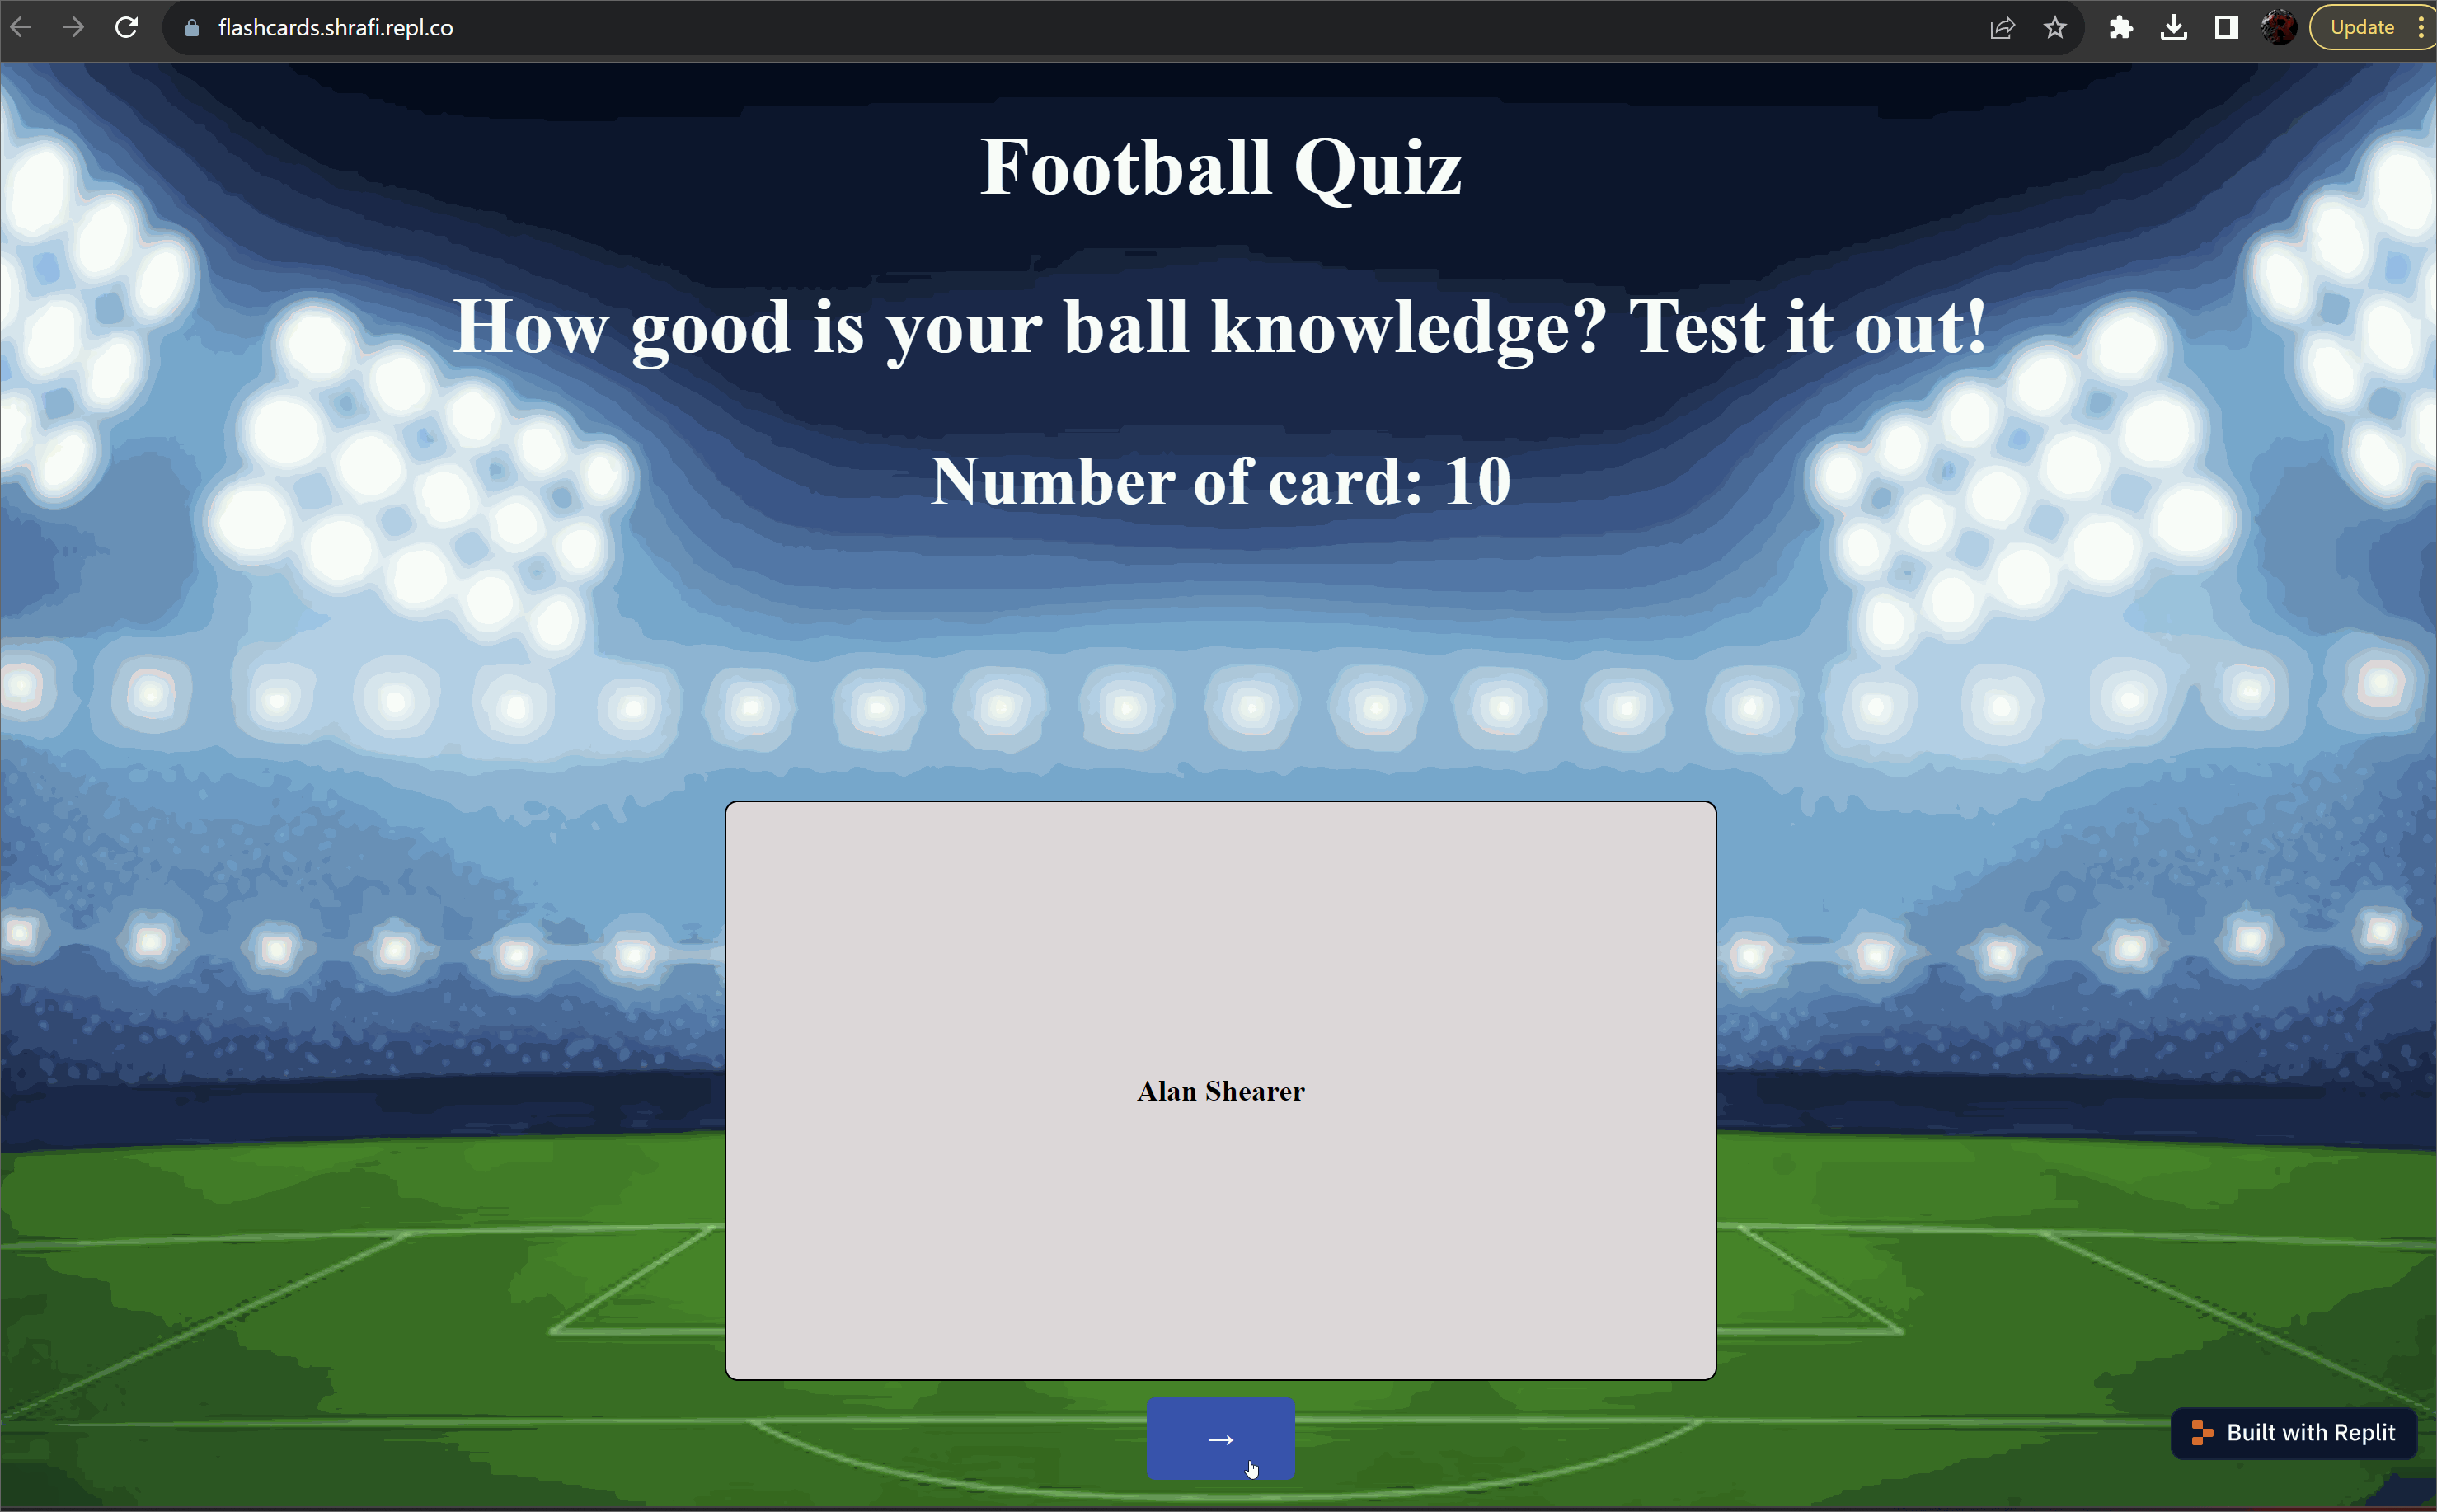 flashcards.shrafi.repl.co
Update
Football Quiz
How good is your ball knowledge? Test it out!
Number of card: 10
Alan Shearer
→
Built with Replit